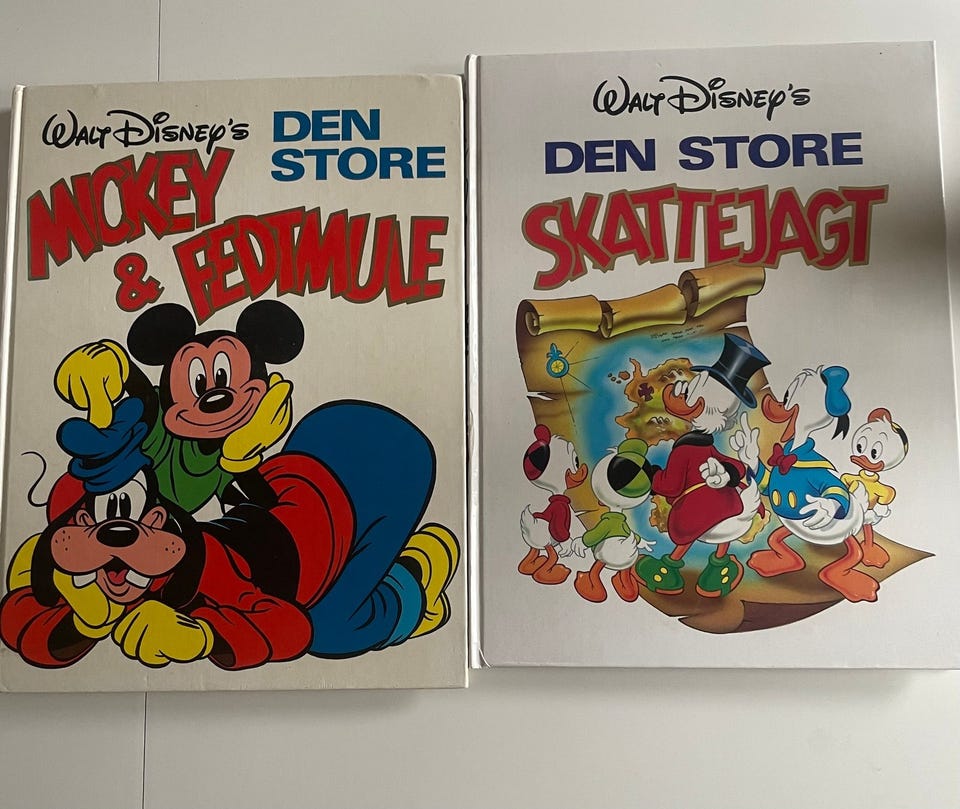 WALT DISNEY'S
DEN
STORE
MICKEY
& FEDTMULE
WALT DISNEY'S
DEN STORE
SKATTEJAGT